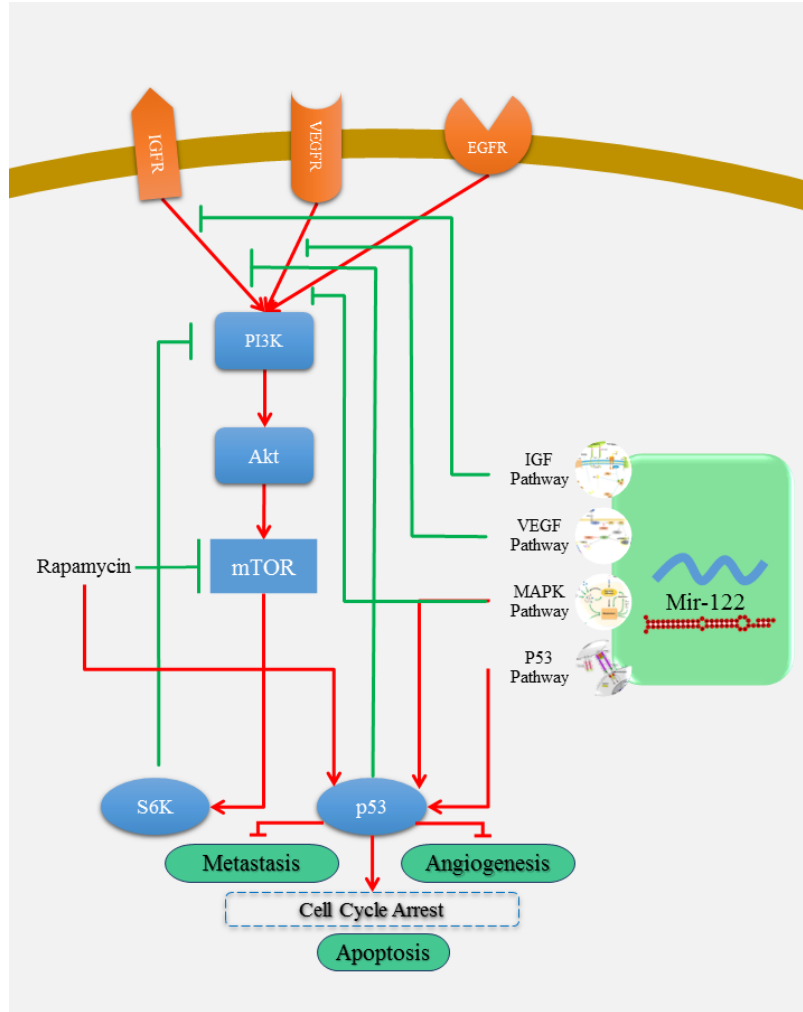 IGFR
VEGFR
EGFR
PI3K
Akt
mTOR
Rapamycin
IGF
Pathway
VEGF
Pathway
MAPK
Pathway
P53
Pathway
Mir-122
S6K
p53
Metastasis
Angiogenesis
Cell Cycle Arrest
Apoptosis